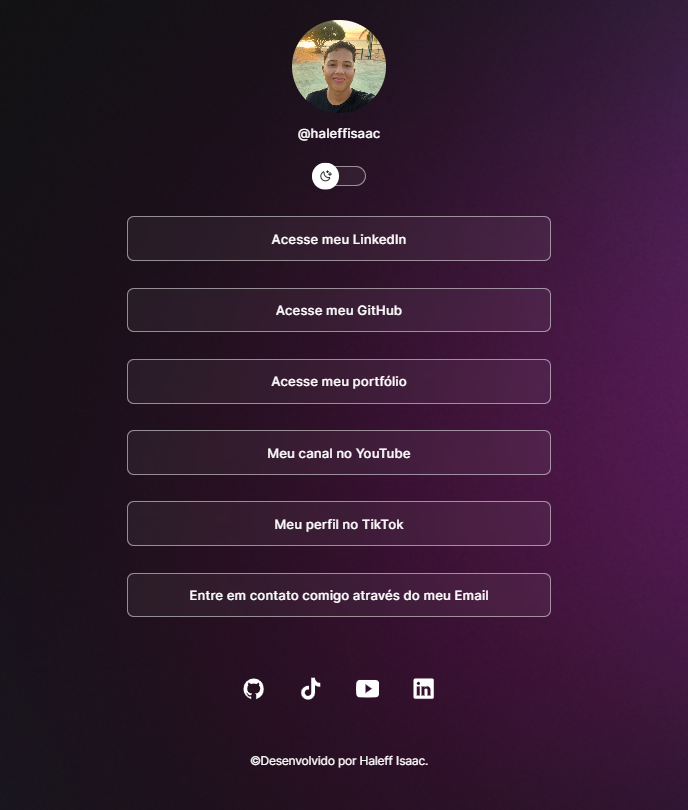 @haleffisaac
Acesse meu LinkedIn
Acesse meu GitHub
Acesse meu portfólio
Meu canal no YouTube
Meu perfil no TikTok
Entre em contato comigo através do meu Email
in
©Desenvolvido por Haleff Isaac.